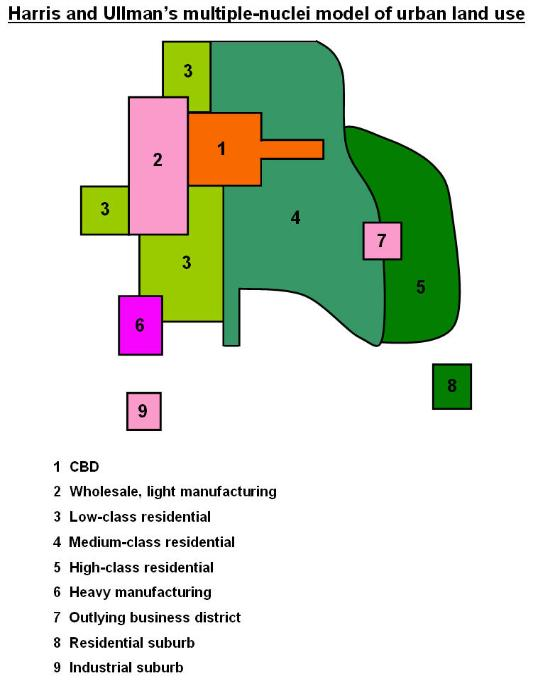 Harris and Ullman's multiple-nuclei model of urban land use
3
2
1
3
4
3
7
5
6
8
9
1 CBD
2 Wholesale, light manufacturing
3 Low-class residential
4 Medium-class residential
5 High-class residential
6 Heavy manufacturing
7 Outlying business district
8 Residential suburb
9 Industrial suburb